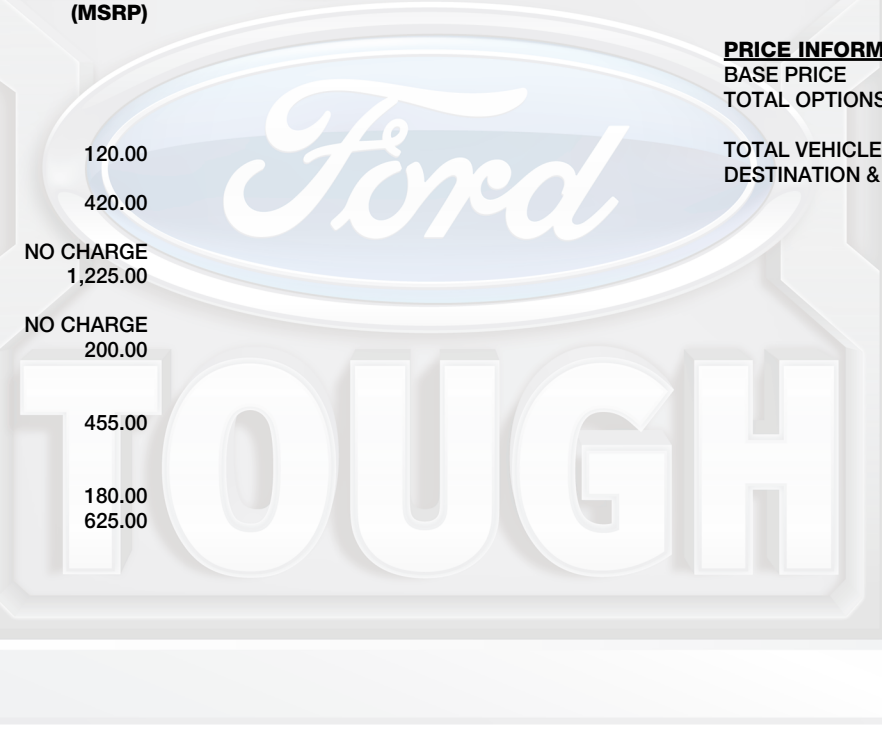 (MSRP)
120.00
420.00
NO CHARGE
1,225.00
NO CHARGE
200.00
455.00
180.00
625.00
PRICE INFORM
BASE PRICE
TOTAL OPTIONS
TOTAL VEHICLE
DESTINATION &
Ford
TOUGH